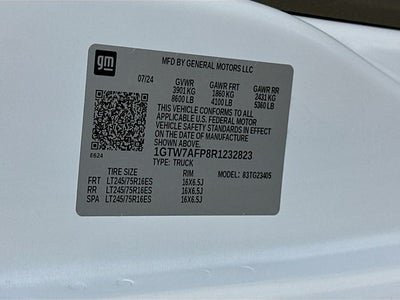 gm
MFD BY GENERAL MOTORS LLC
07/24 GVWR GAWR FRT GAWR RR
3901 KG 1860 KG 2431 KG
8600 LB 4100 LB 5360 LB
THIS VEHICLE CONFORMS TO ALL
APPLICABLE U.S. FEDERAL MOTOR
VEHICLE SAFETY STANDARDS IN
EFFECT ON THE DATE OF
MANUFACTURE SHOWN ABOVE.
1GTW7AFP8R1232823
E624 TYPE: TRUCK
TIRE SIZE RIM MODEL: 83TG23405
FRT LT245/75R16ES 16X6.5J
RR LT245/75R16ES 16X6.5J
SPA LT245/75R16ES 16X6.5J